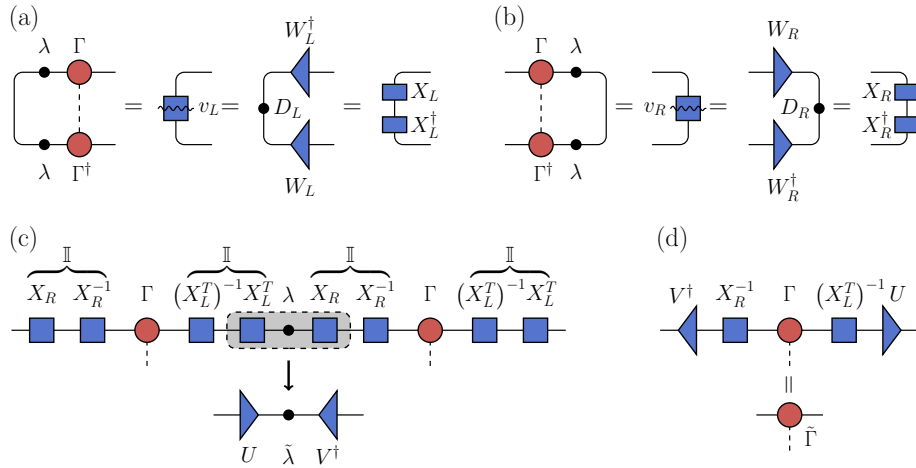 (a)
λ Γ
= v_L = D_L = X_L
W_L^†
X_L^†
λ Γ^†
W_L
(b)
Γ λ
= v_R = D_R = X_R
W_R
X_R^†
Γ^† λ
W_R^†
(c)
𝕀 𝕀 𝕀 𝕀
X_R X_R^{-1} Γ (X_L^T)^{-1} X_L^T λ X_R X_R^{-1} Γ (X_L^T)^{-1} X_L^T
U λ̃ V^†
(d)
V^† X_R^{-1} Γ (X_L^T)^{-1} U
=
Γ̃